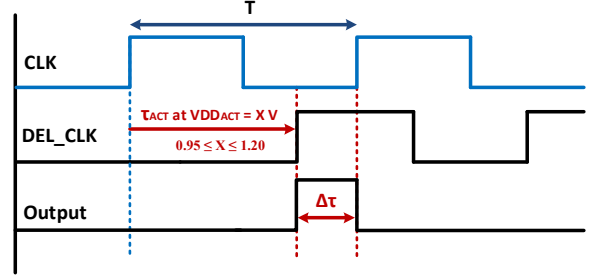 T
CLK
τACT at VDDACT = X V
DEL_CLK
0.95 ≤ X ≤ 1.20
Δτ
Output